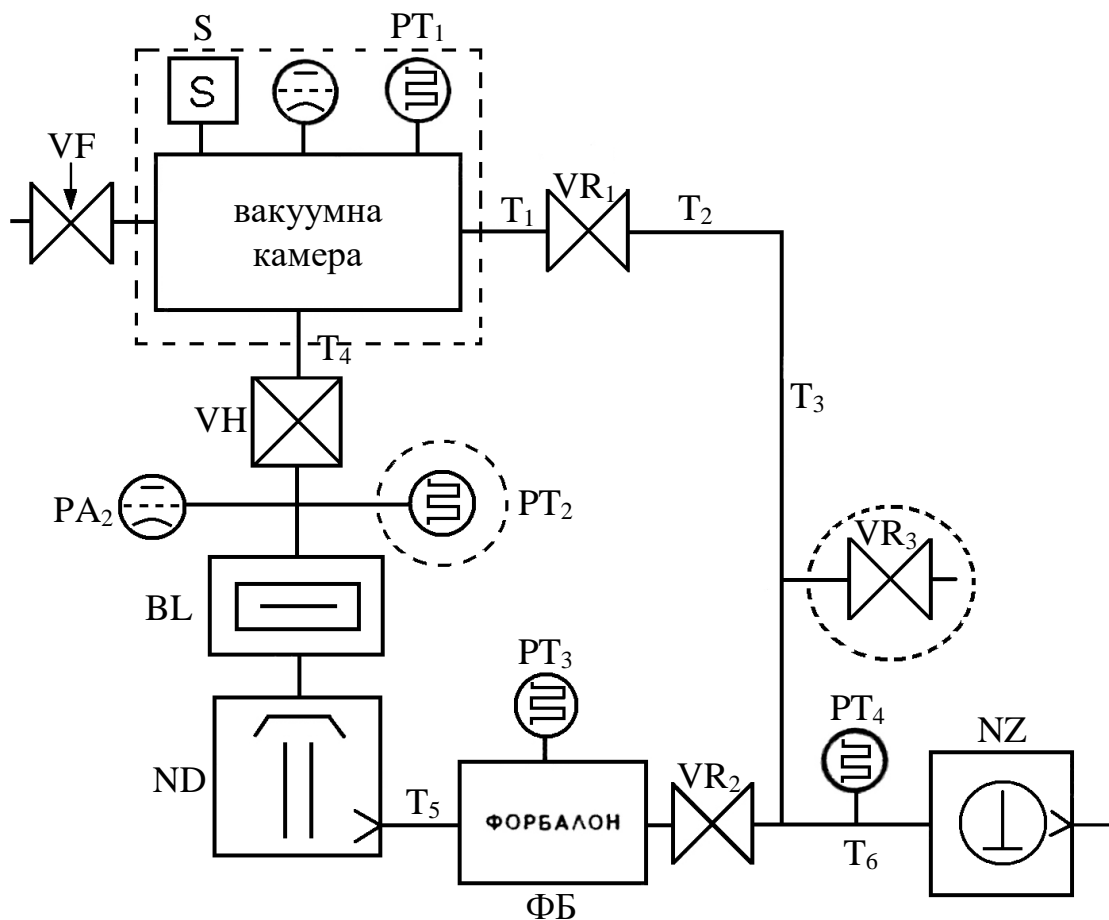 S
PT₁
S
VF
вакуумна
камера
T₁
VR₁
T₂
T₄
VH
T₃
PA₂
PT₂
VR₃
BL
PT₃
PT₄
NZ
ND
VR₂
T₅
ФОРБАЛОН
T₆
ФБ